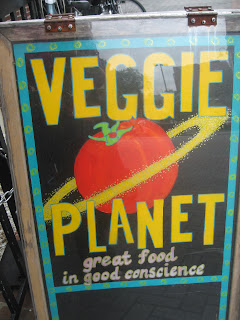 VEGGIE
PLANET
great food
in good conscience